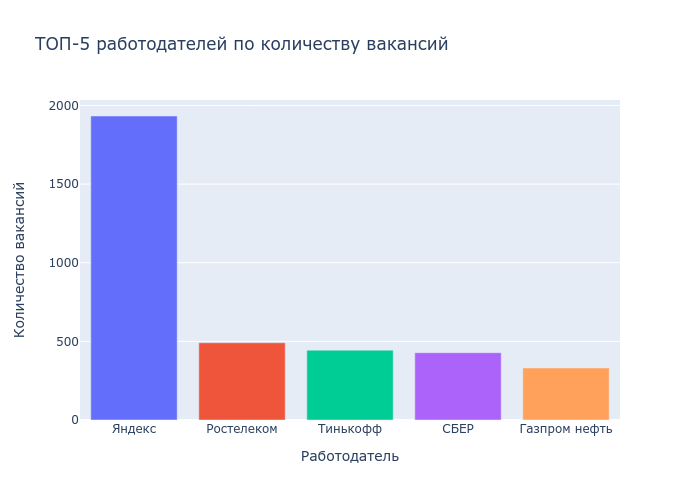 ТОП-5 работодателей по количеству вакансий
Количество вакансий
2000
1500
1000
500
0
Яндекс
Ростелеком
Тинькофф
СБЕР
Газпром нефть
Работодатель